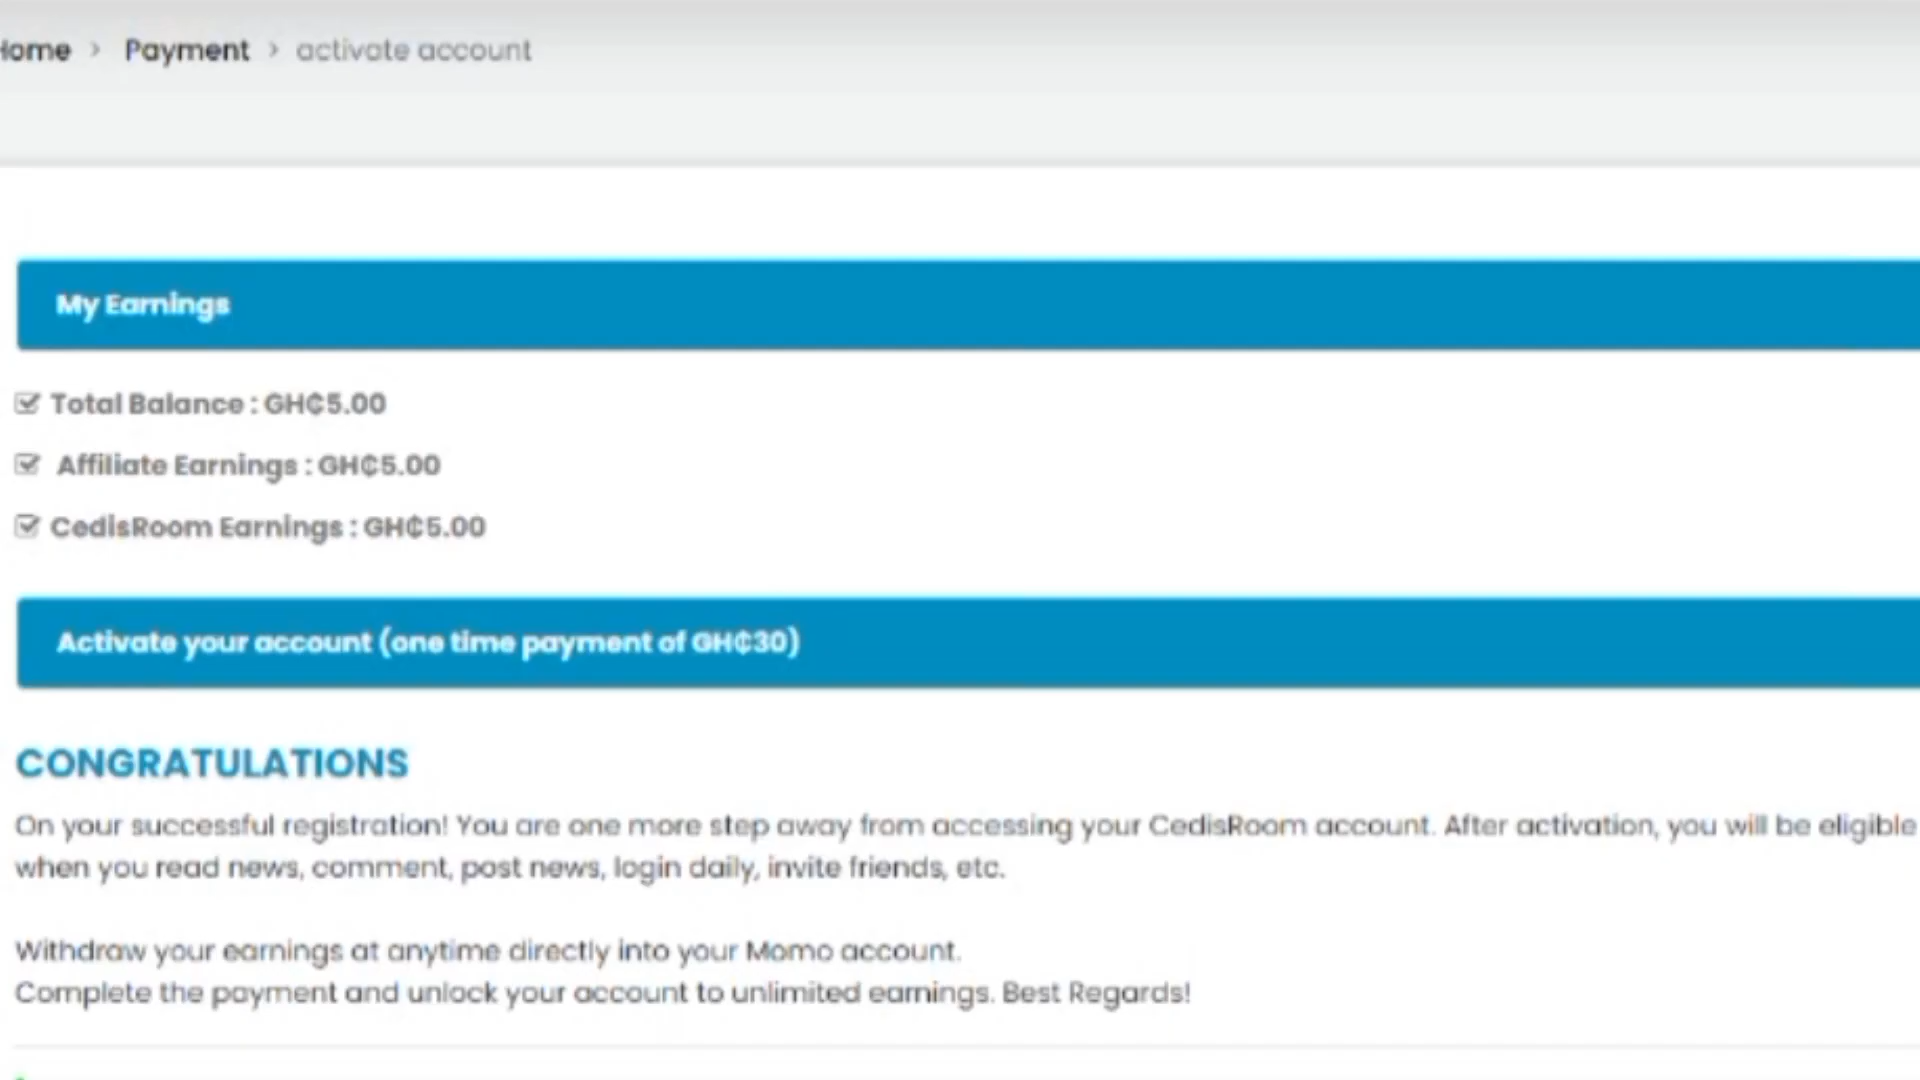 Home > Payment > activate account
My Earnings
Total Balance : GH₵5.00
Affiliate Earnings : GH₵5.00
CedisRoom Earnings : GH₵5.00
Activate your account (one time payment of GH₵30)
CONGRATULATIONS
On your successful registration! You are one more step away from accessing your CedisRoom account. After activation, you will be eligible
when you read news, comment, post news, login daily, invite friends, etc.
Withdraw your earnings at anytime directly into your Momo account.
Complete the payment and unlock your account to unlimited earnings. Best Regards!